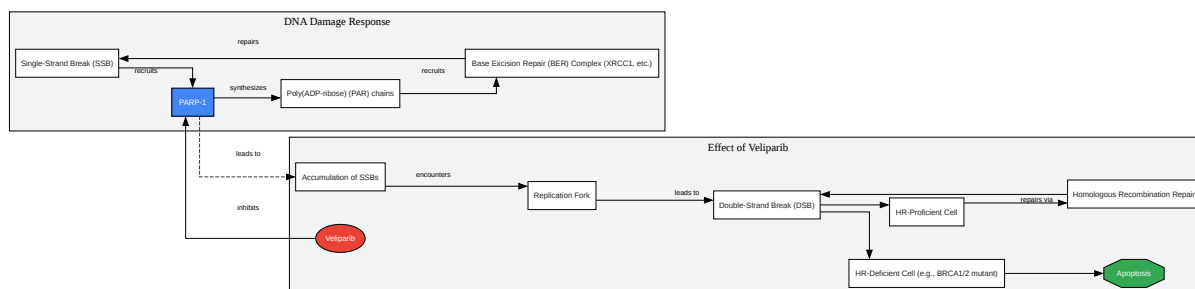 DNA Damage Response
repairs
Single-Strand Break (SSB)
Base Excision Repair (BER) Complex (XRCC1, etc.)
recruits
recruits
synthesizes
Poly(ADP-ribose) (PAR) chains
PARP-1
Effect of Veliparib
leads to
Accumulation of SSBs
encounters
Replication Fork
leads to
Double-Strand Break (DSB)
Homologous Recombination Repair
repairs via
HR-Proficient Cell
inhibits
Veliparib
HR-Deficient Cell (e.g., BRCA1/2 mutant)
Apoptosis